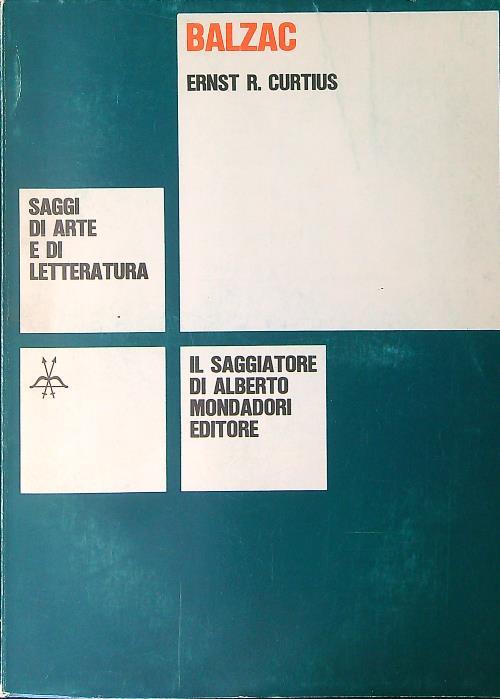 BALZAC
ERNST R. CURTIUS
SAGGI
DI ARTE
E DI
LETTERATURA
IL SAGGIATORE
DI ALBERTO
MONDADORI
EDITORE